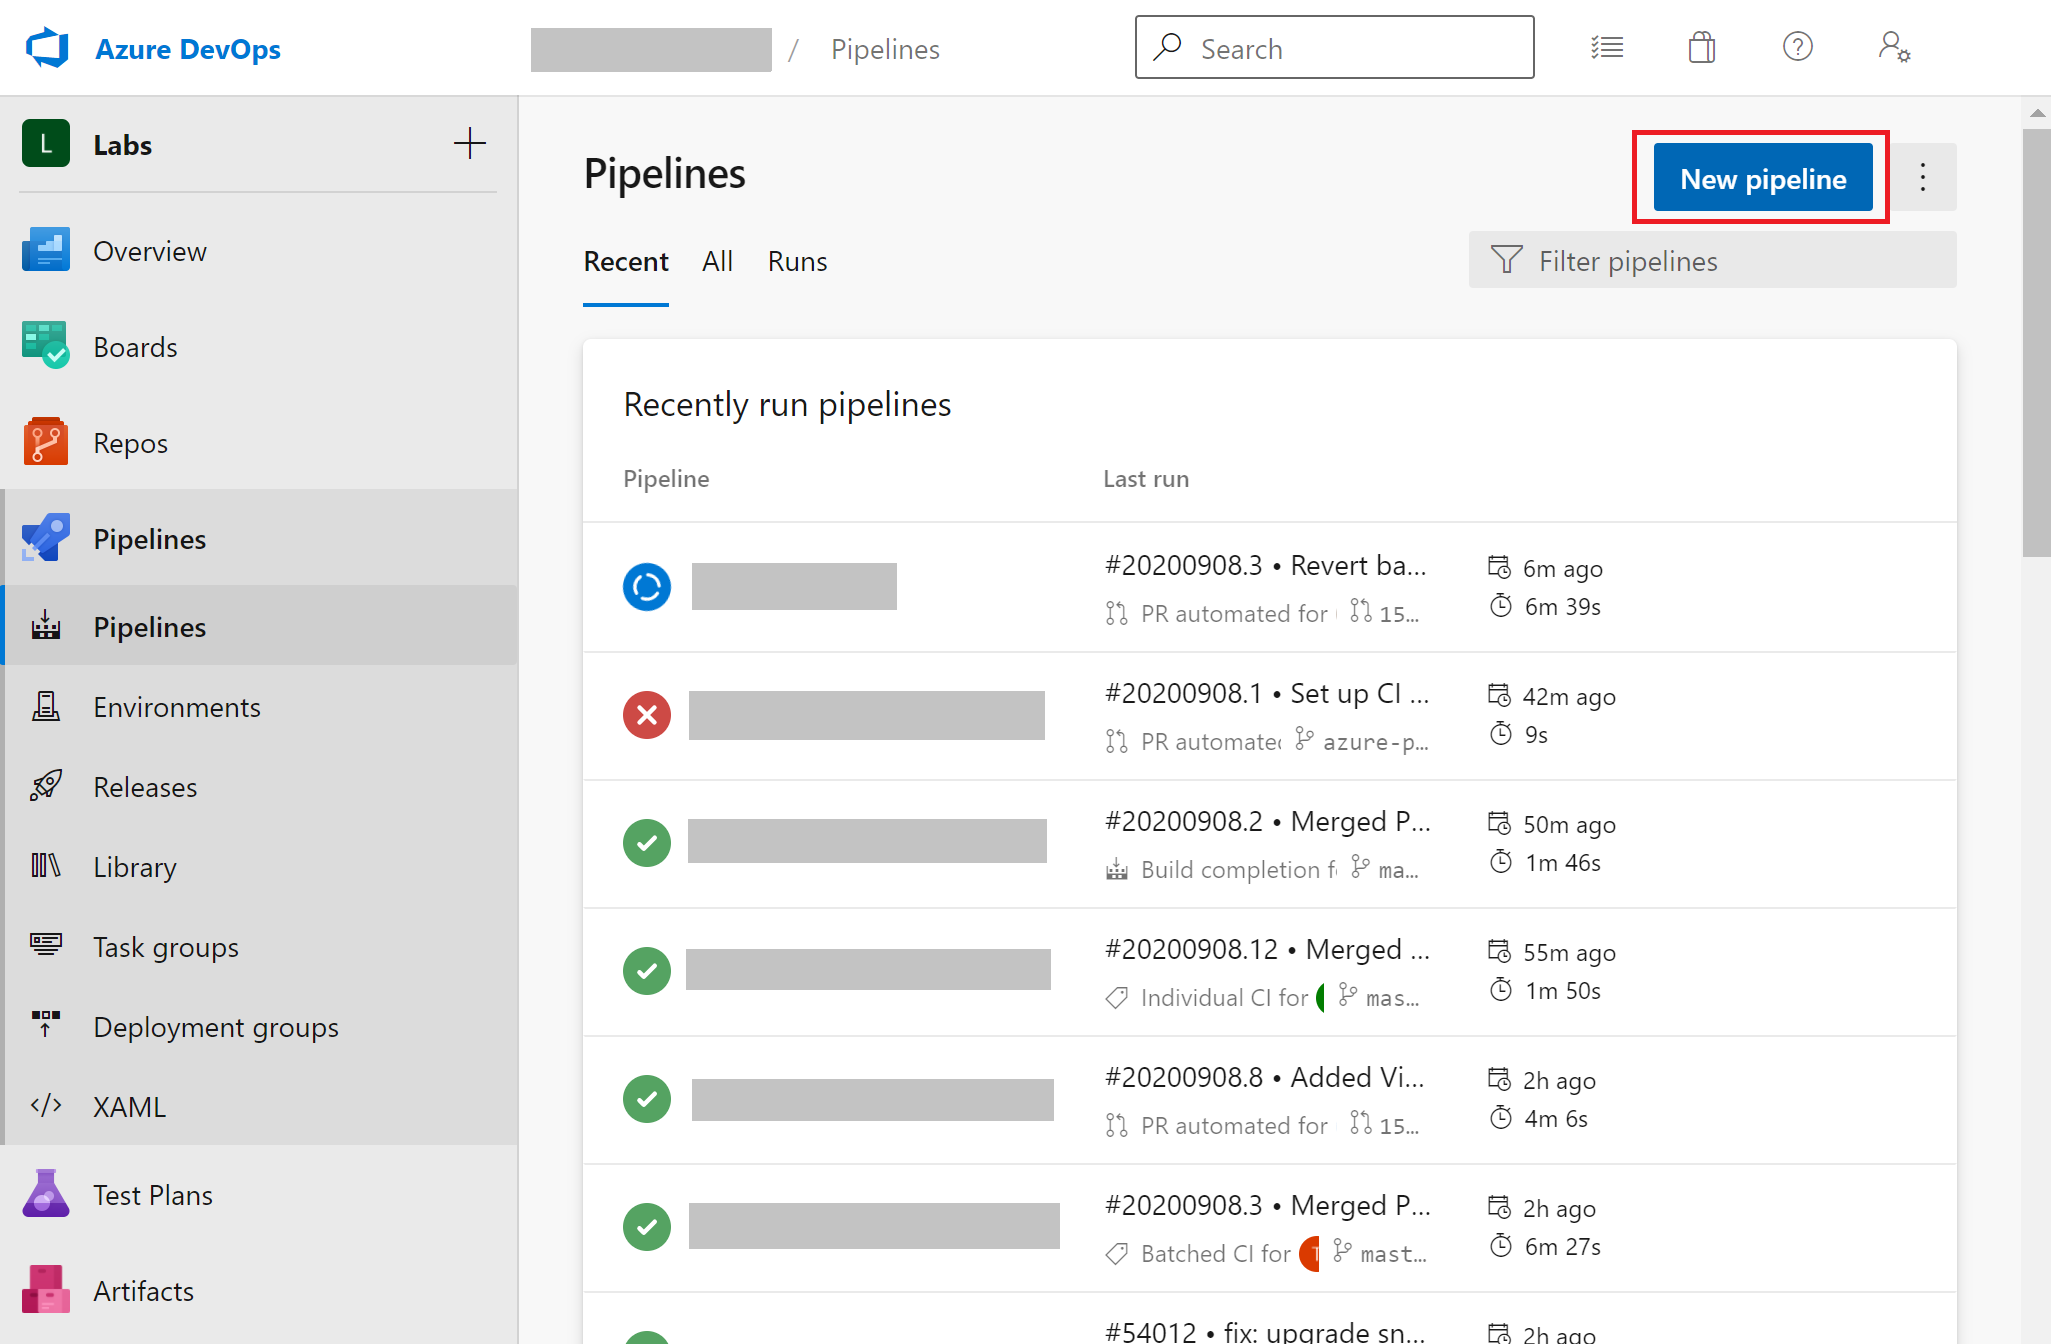 Azure DevOps
/ Pipelines
Search
L Labs
Overview
Boards
Repos
Pipelines
Pipelines
Environments
Releases
Library
Task groups
Deployment groups
XAML
Test Plans
Artifacts
Pipelines
New pipeline
Recent All Runs
Filter pipelines
Recently run pipelines
Pipeline Last run
#20200908.3 • Revert ba... 6m ago
PR automated for 15... 6m 39s
#20200908.1 • Set up CI ... 42m ago
PR automated azure-p... 9s
#20200908.2 • Merged P... 50m ago
Build completion f ma... 1m 46s
#20200908.12 • Merged ... 55m ago
Individual CI for mas... 1m 50s
#20200908.8 • Added Vi... 2h ago
PR automated for 15... 4m 6s
#20200908.3 • Merged P... 2h ago
Batched CI for mast... 6m 27s
#54012 • fix: upgrade sn... 2h ago